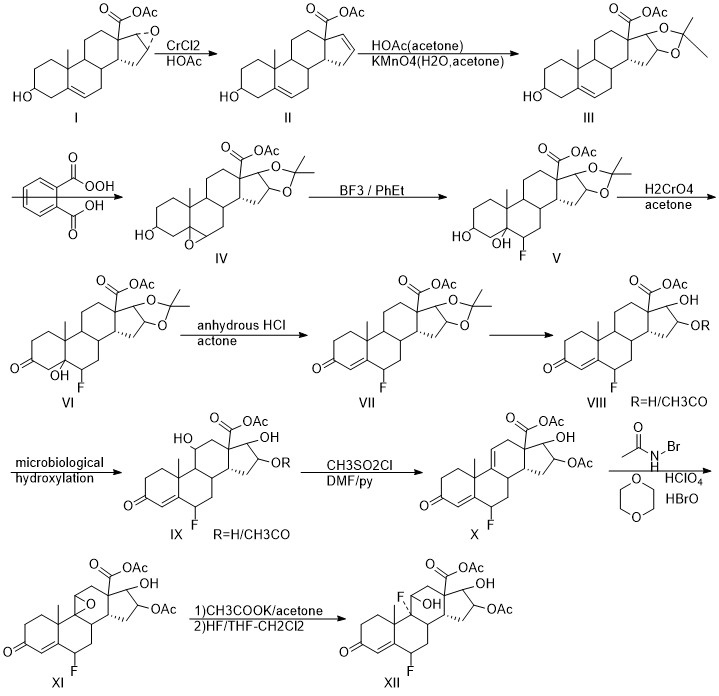 OAc
O
O
CrCl2
HOAc
HO
I
OAc
O
HOAc(acetone)
KMnO4(H2O,acetone)
HO
II
OAc
O
O
O
HO
III
O
OOH
OH
O
OAc
O
O
O
HO
O
IV
BF3 / PhEt
OAc
O
O
O
HO
OH
F
V
H2CrO4
acetone
OAc
O
O
O
O
OH
F
VI
anhydrous HCl
actone
OAc
O
O
O
O
F
VII
OAc
O
OH
OR
O
F
VIII
R=H/CH3CO
microbiological
hydroxylation
OAc
O
HO
OH
OR
O
F
IX
R=H/CH3CO
CH3SO2Cl
DMF/py
OAc
O
OH
OAc
O
F
X
O
N
H
Br
HClO4
O
O
HBrO
OAc
O
OH
O
OAc
O
F
XI
1)CH3COOK/acetone
2)HF/THF-CH2Cl2
OAc
O
F
OH
OH
OAc
O
F
XII